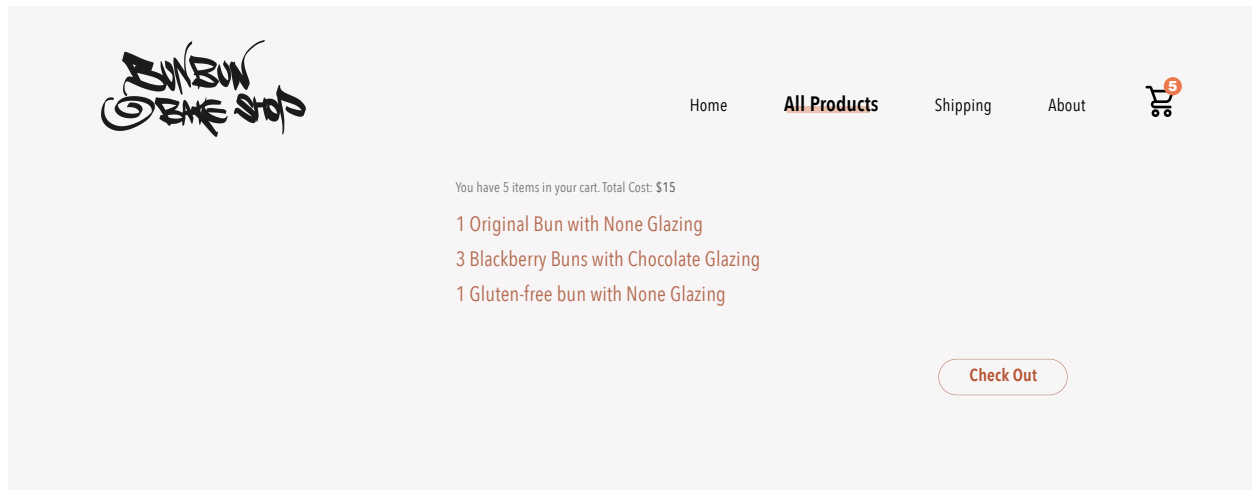 BUNBUN
BAKE SHOP
Home
All Products
Shipping
About
5
You have 5 items in your cart. Total Cost: $15
1 Original Bun with None Glazing
3 Blackberry Buns with Chocolate Glazing
1 Gluten-free bun with None Glazing
Check Out